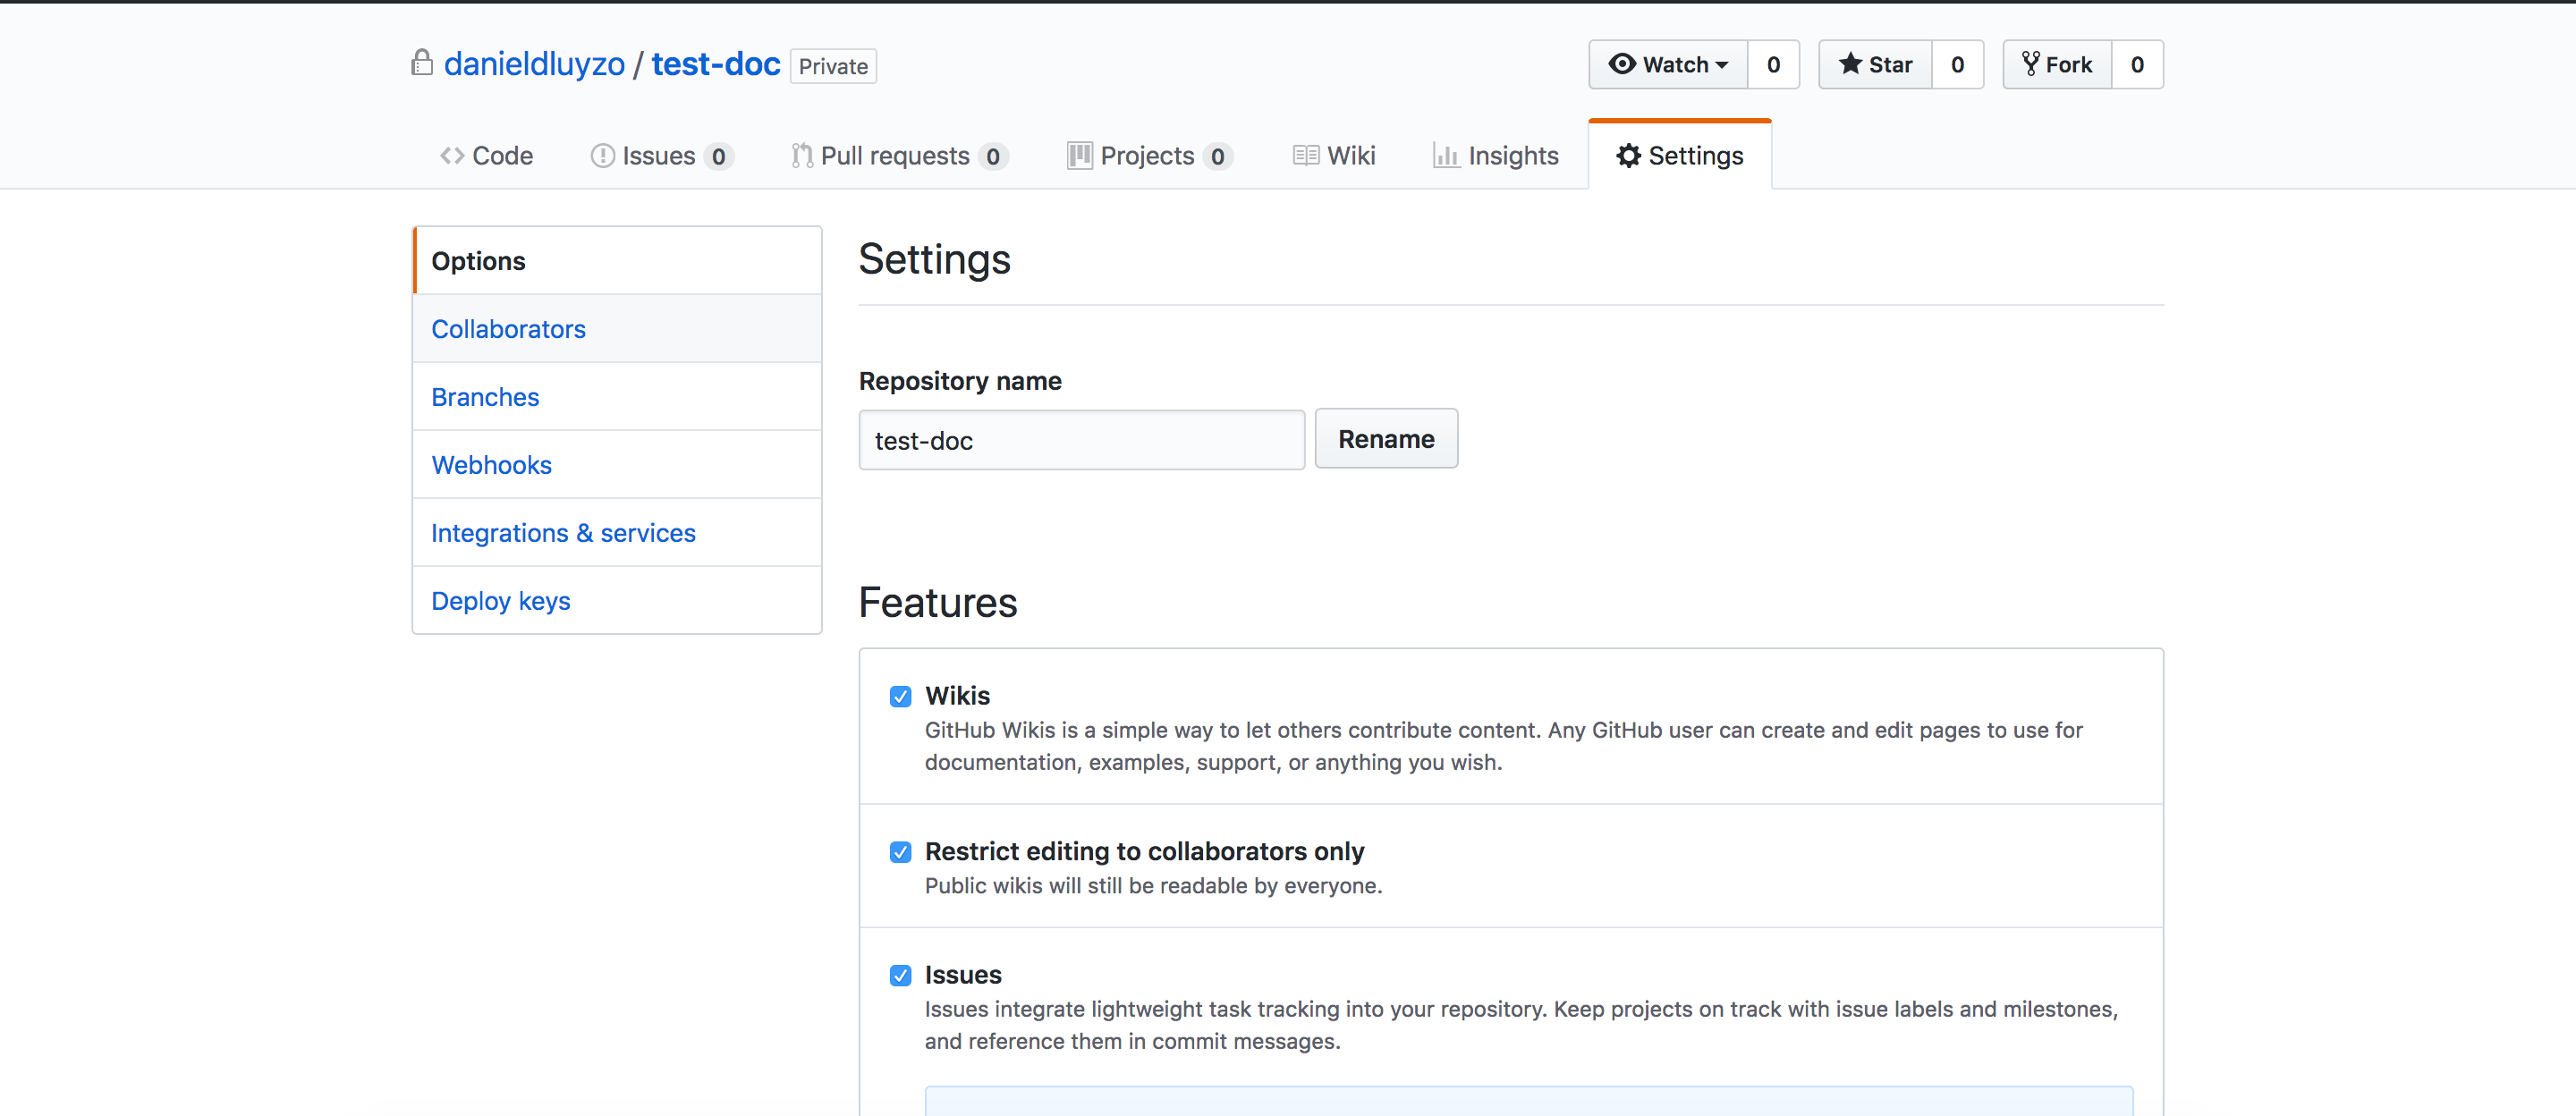 danieldluyzo / test-doc Private
Watch 0 Star 0 Fork 0
Code Issues 0 Pull requests 0 Projects 0 Wiki Insights Settings
Options
Collaborators
Branches
Webhooks
Integrations & services
Deploy keys
Settings
Repository name
test-doc Rename
Features
Wikis
GitHub Wikis is a simple way to let others contribute content. Any GitHub user can create and edit pages to use for
documentation, examples, support, or anything you wish.
Restrict editing to collaborators only
Public wikis will still be readable by everyone.
Issues
Issues integrate lightweight task tracking into your repository. Keep projects on track with issue labels and milestones,
and reference them in commit messages.